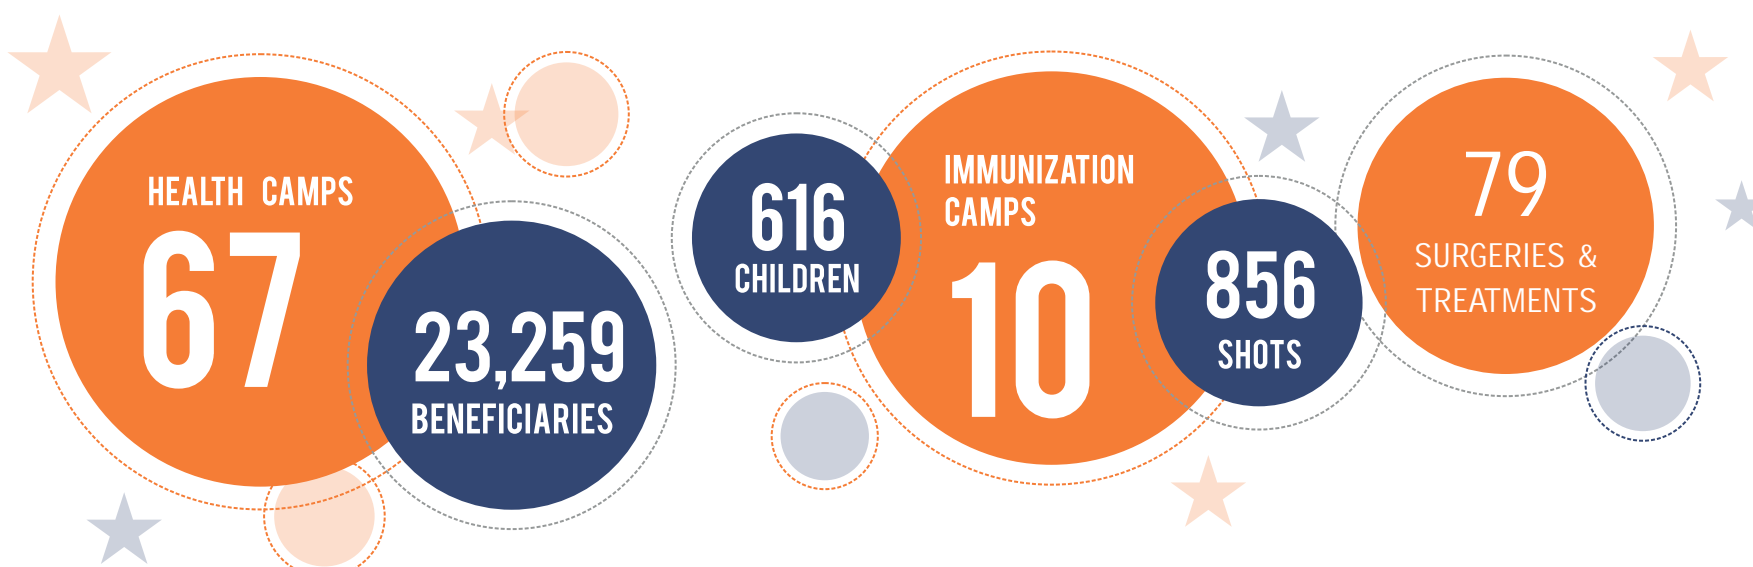 HEALTH CAMPS
67
23,259
BENEFICIARIES
616
CHILDREN
IMMUNIZATION
CAMPS
10
856
SHOTS
79
SURGERIES &
TREATMENTS